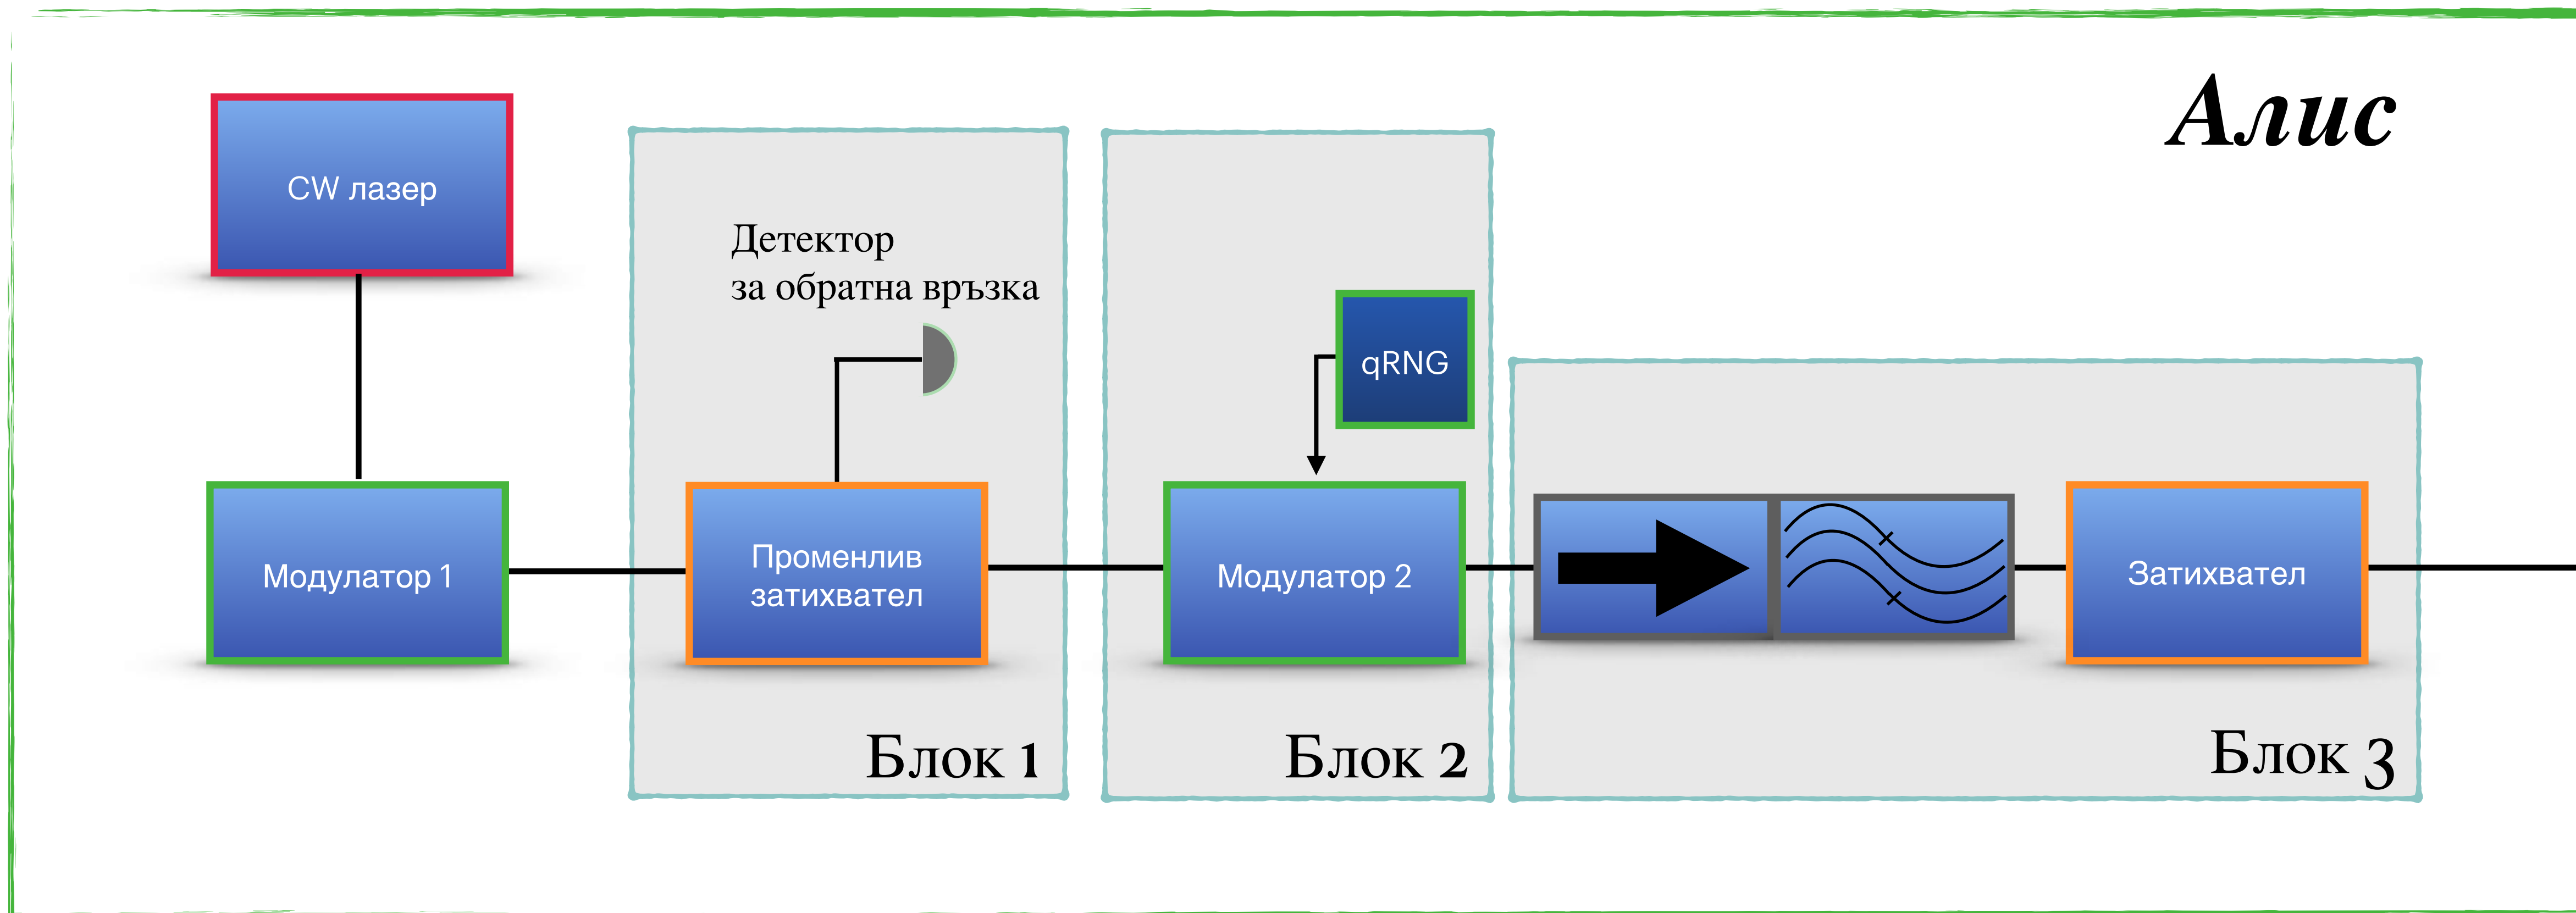 Алис
CW лазер
Детектор
за обратна връзка
qRNG
Модулатор 1
Променлив
затихвател
Модулатор 2
Затихвател
Блок 1
Блок 2
Блок 3